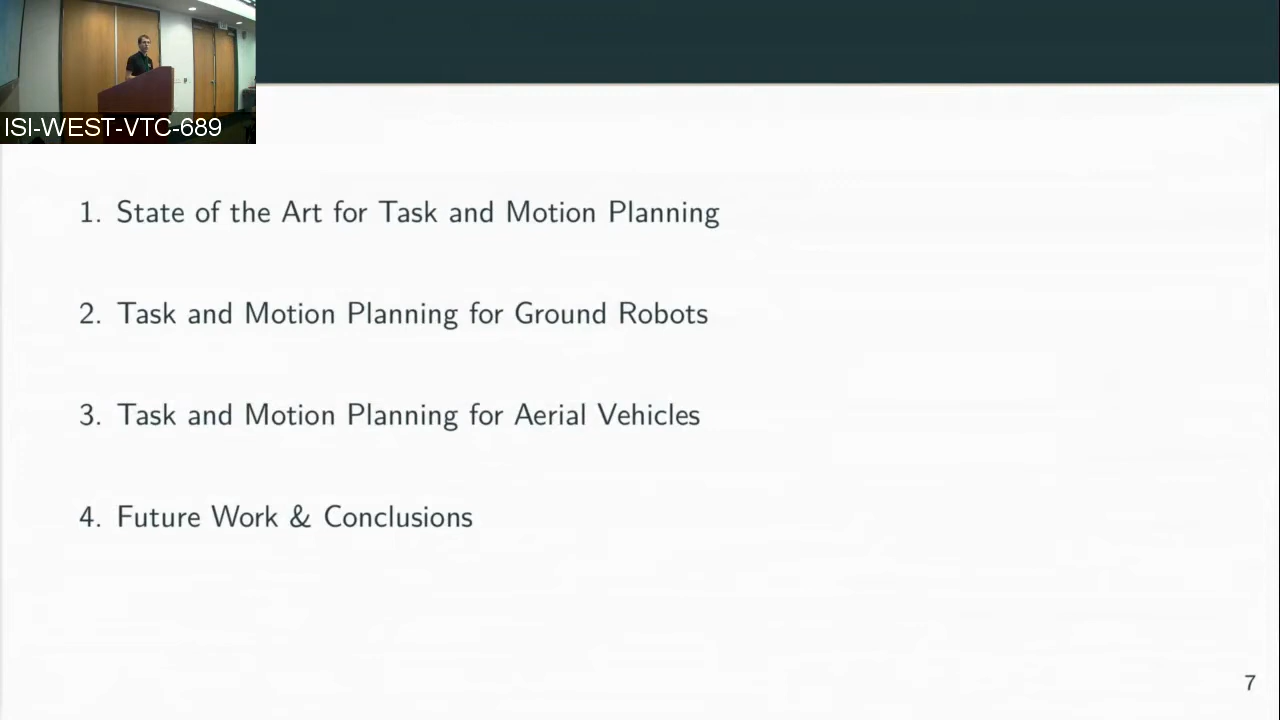 ISI-WEST-VTC-689
1. State of the Art for Task and Motion Planning
2. Task and Motion Planning for Ground Robots
3. Task and Motion Planning for Aerial Vehicles
4. Future Work & Conclusions
7